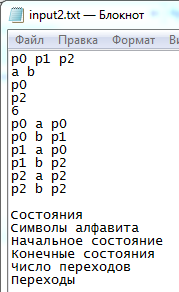 input2.txt — Блокнот
Файл Правка Формат Вид
p0 p1 p2
a b
p0
p2
6
p0 a p0
p0 b p1
p1 a p0
p1 b p2
p2 a p2
p2 b p2

Состояния
Символы алфавита
Начальное состояние
Конечные состояния
Число переходов
Переходы